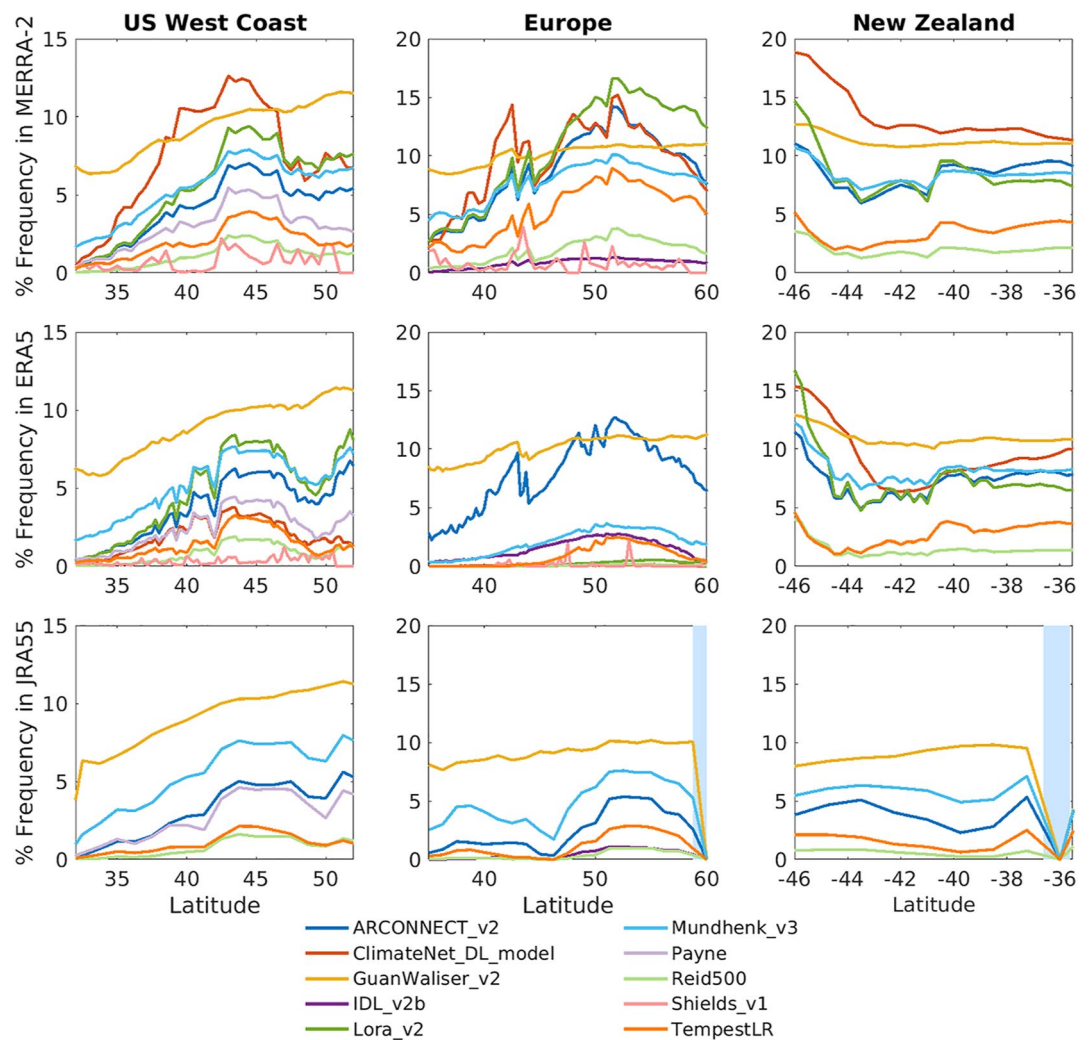 US West Coast
Europe
New Zealand
% Frequency in MERRA-2
15
10
5
0
35 40 45 50
20
15
10
5
0
40 50 60
20
15
10
5
0
-46 -44 -42 -40 -38 -36
% Frequency in ERA5
15
10
5
0
35 40 45 50
20
15
10
5
0
40 50 60
20
15
10
5
0
-46 -44 -42 -40 -38 -36
% Frequency in JRA55
15
10
5
0
35 40 45 50
Latitude
20
15
10
5
0
40 50 60
Latitude
20
15
10
5
0
-46 -44 -42 -40 -38 -36
Latitude
ARCONNECT_v2
ClimateNet_DL_model
GuanWaliser_v2
IDL_v2b
Lora_v2
Mundhenk_v3
Payne
Reid500
Shields_v1
TempestLR